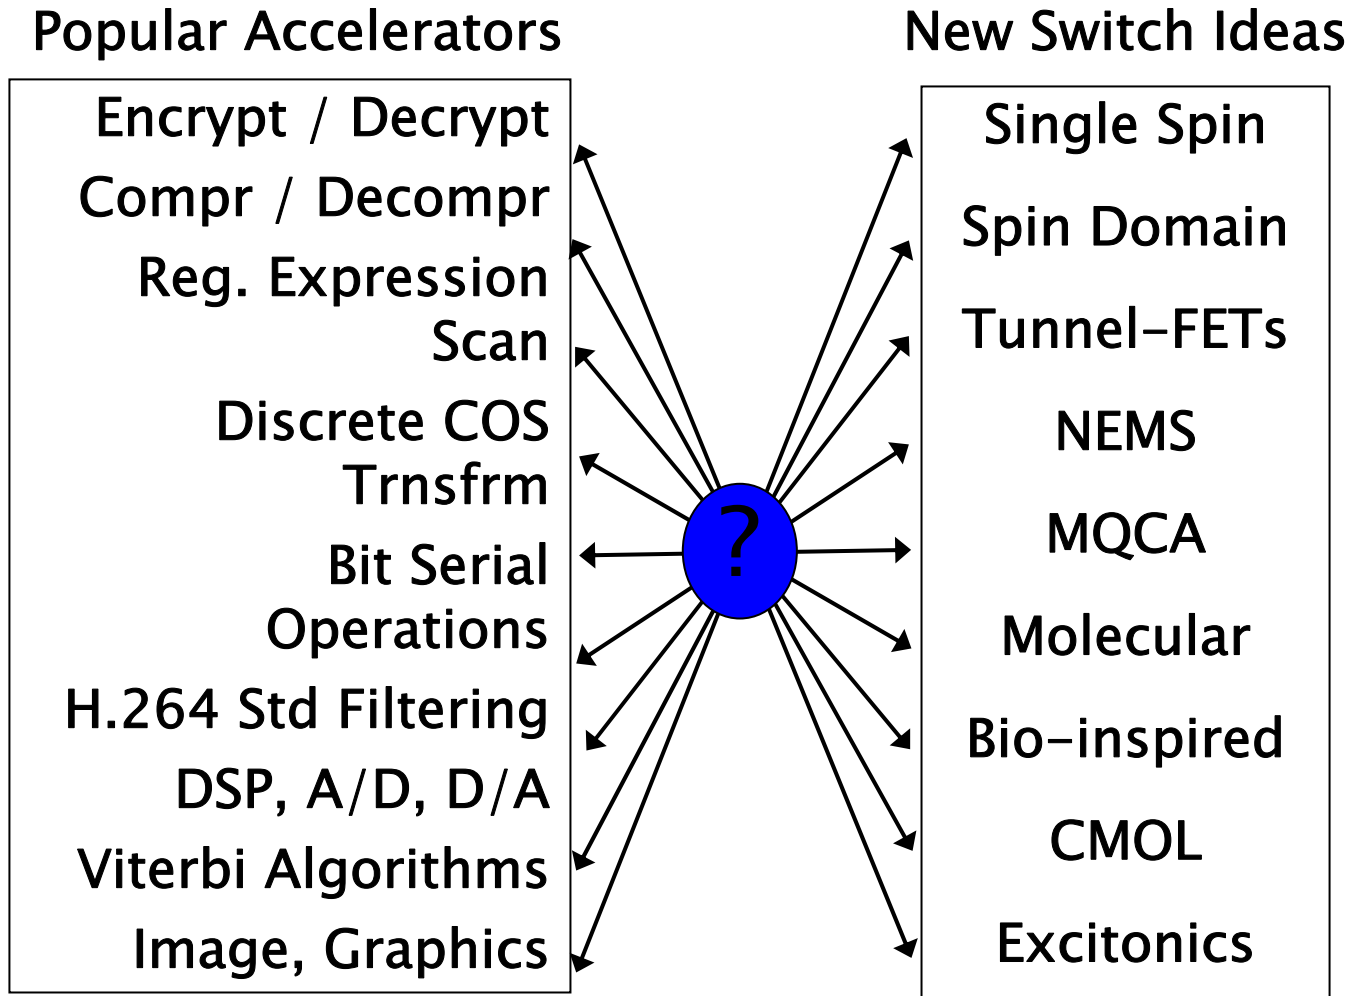 Popular Accelerators
Encrypt / Decrypt
Compr / Decompr
Reg. Expression
Scan
Discrete COS
Trnsfrm
Bit Serial
Operations
H.264 Std Filtering
DSP, A/D, D/A
Viterbi Algorithms
Image, Graphics
?
New Switch Ideas
Single Spin
Spin Domain
Tunnel-FETs
NEMS
MQCA
Molecular
Bio-inspired
CMOL
Excitonics